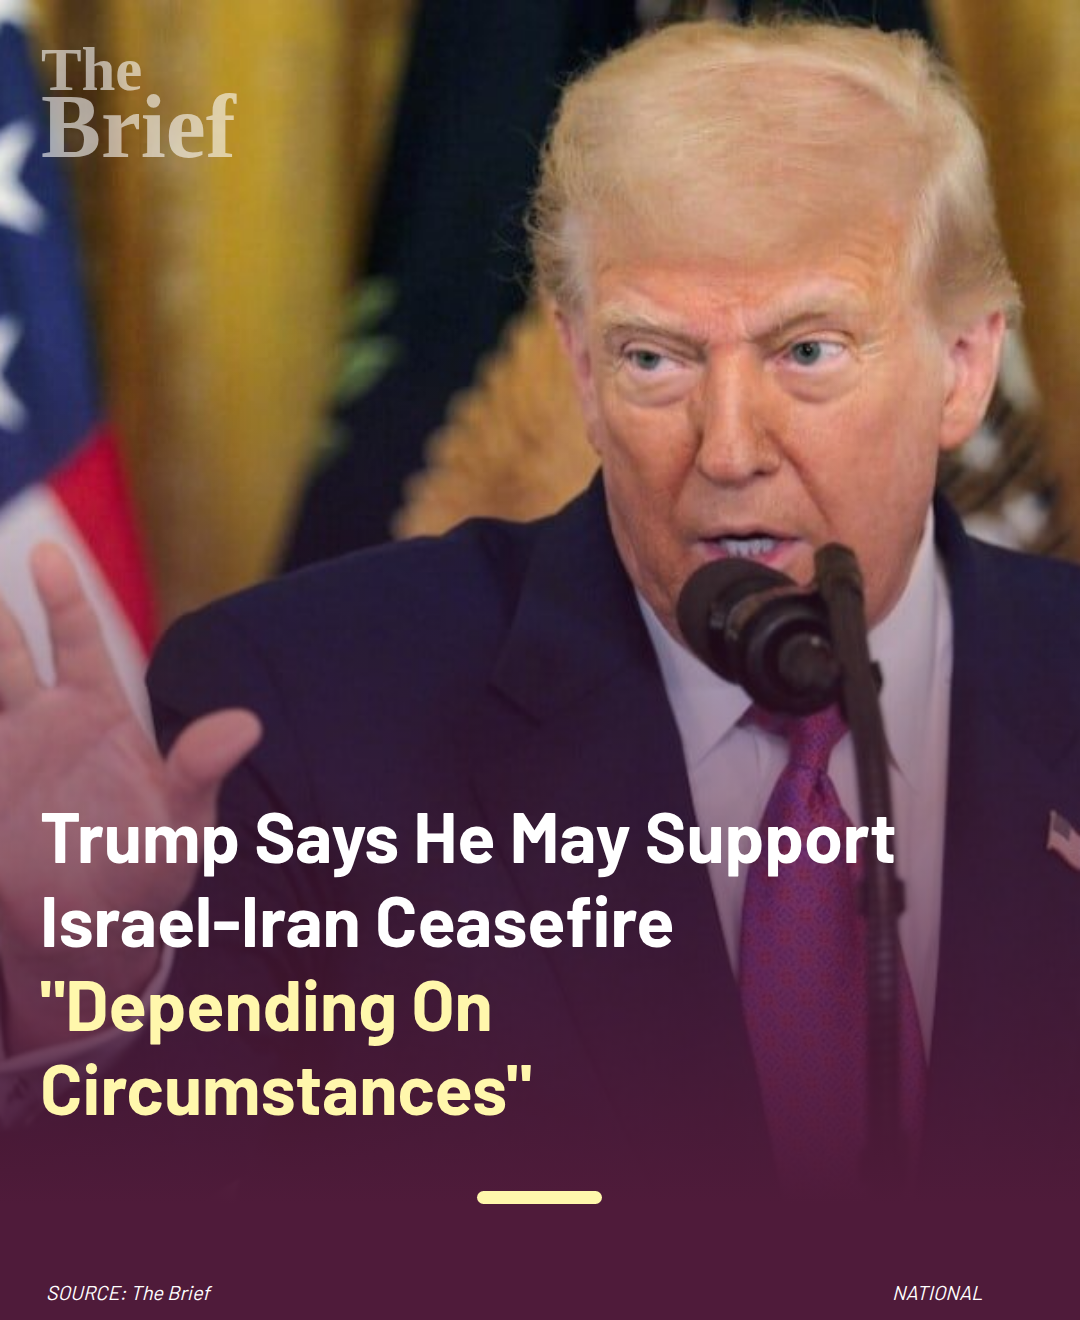 The
Brief
Trump Says He May Support
Israel-Iran Ceasefire
"Depending On
Circumstances"
SOURCE: The Brief
NATIONAL